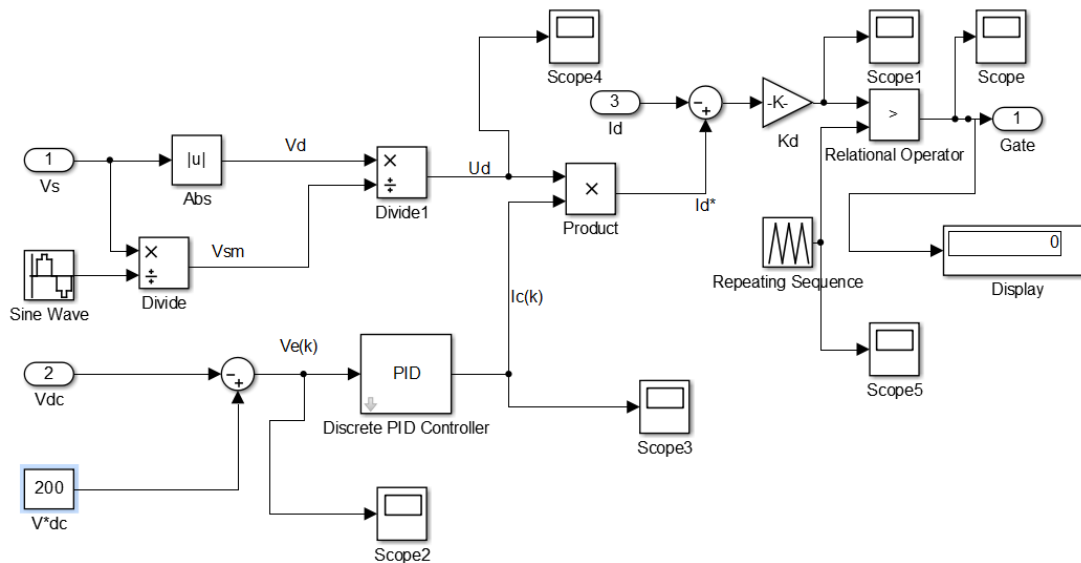 Scope4
Scope1
Scope
3
Id
-
+
-K-
Kd
>
Relational Operator
1
Gate
1
Vs
|u|
Abs
Vd
×
÷
Divide1
Ud
×
Product
Id*
×
÷
Divide
Vsm
Sine Wave
Repeating Sequence
0
Display
Ic(k)
2
Vdc
-
+
Ve(k)
PID
Discrete PID Controller
Scope3
Scope5
200
V*dc
Scope2